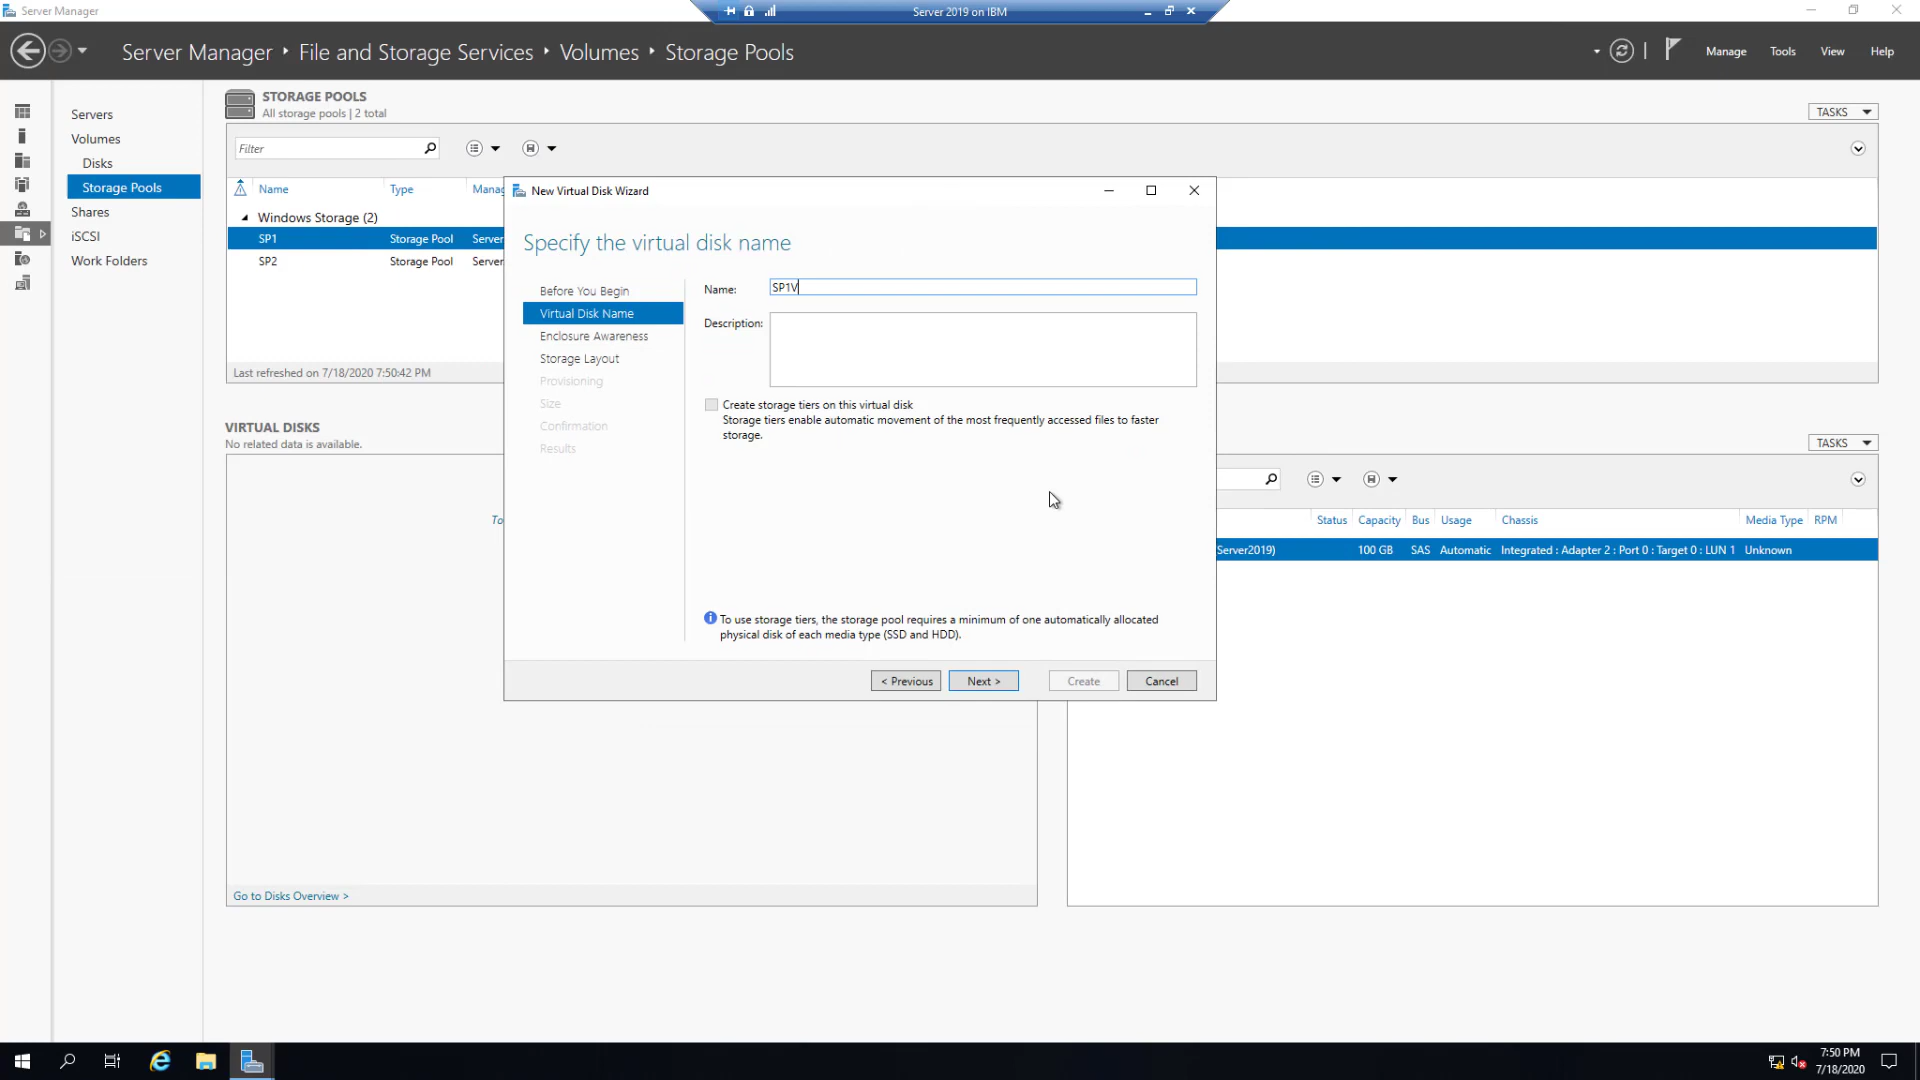 Server Manager
Server 2019 on IBM
Server Manager File and Storage Services Volumes Storage Pools
Manage Tools View Help
Servers
Volumes
Disks
Storage Pools
Shares
iSCSI
Work Folders
STORAGE POOLS
All storage pools | 2 total
TASKS
Filter
Name Type Manag
Windows Storage (2)
SP1 Storage Pool Server
SP2 Storage Pool Server
Last refreshed on 7/18/2020 7:50:42 PM
VIRTUAL DISKS
No related data is available.
To
Go to Disks Overview >
New Virtual Disk Wizard
Specify the virtual disk name
Before You Begin
Virtual Disk Name
Enclosure Awareness
Storage Layout
Provisioning
Size
Confirmation
Results
Name: SP1V
Description:
Create storage tiers on this virtual disk
Storage tiers enable automatic movement of the most frequently accessed files to faster
storage.
To use storage tiers, the storage pool requires a minimum of one automatically allocated
physical disk of each media type (SSD and HDD).
< Previous Next > Create Cancel
TASKS
Status Capacity Bus Usage Chassis Media Type RPM
Server2019) 100 GB SAS Automatic Integrated : Adapter 2 : Port 0 : Target 0 : LUN 1 Unknown
7:50 PM
7/18/2020